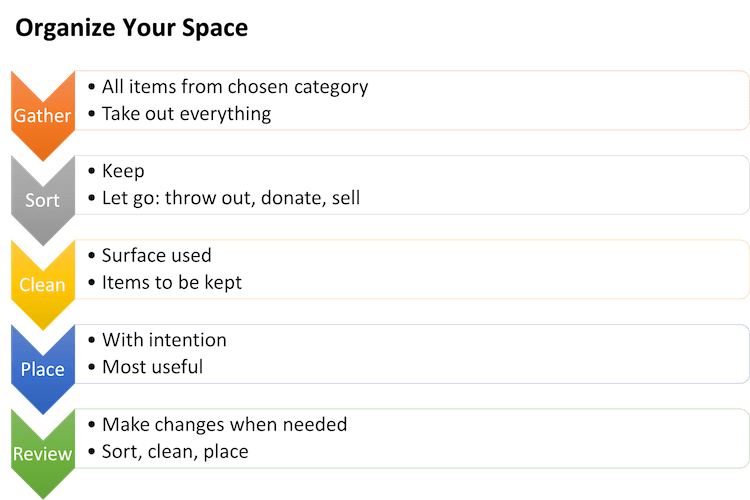 Organize Your Space
Gather
• All items from chosen category
• Take out everything
Sort
• Keep
• Let go: throw out, donate, sell
Clean
• Surface used
• Items to be kept
Place
• With intention
• Most useful
Review
• Make changes when needed
• Sort, clean, place